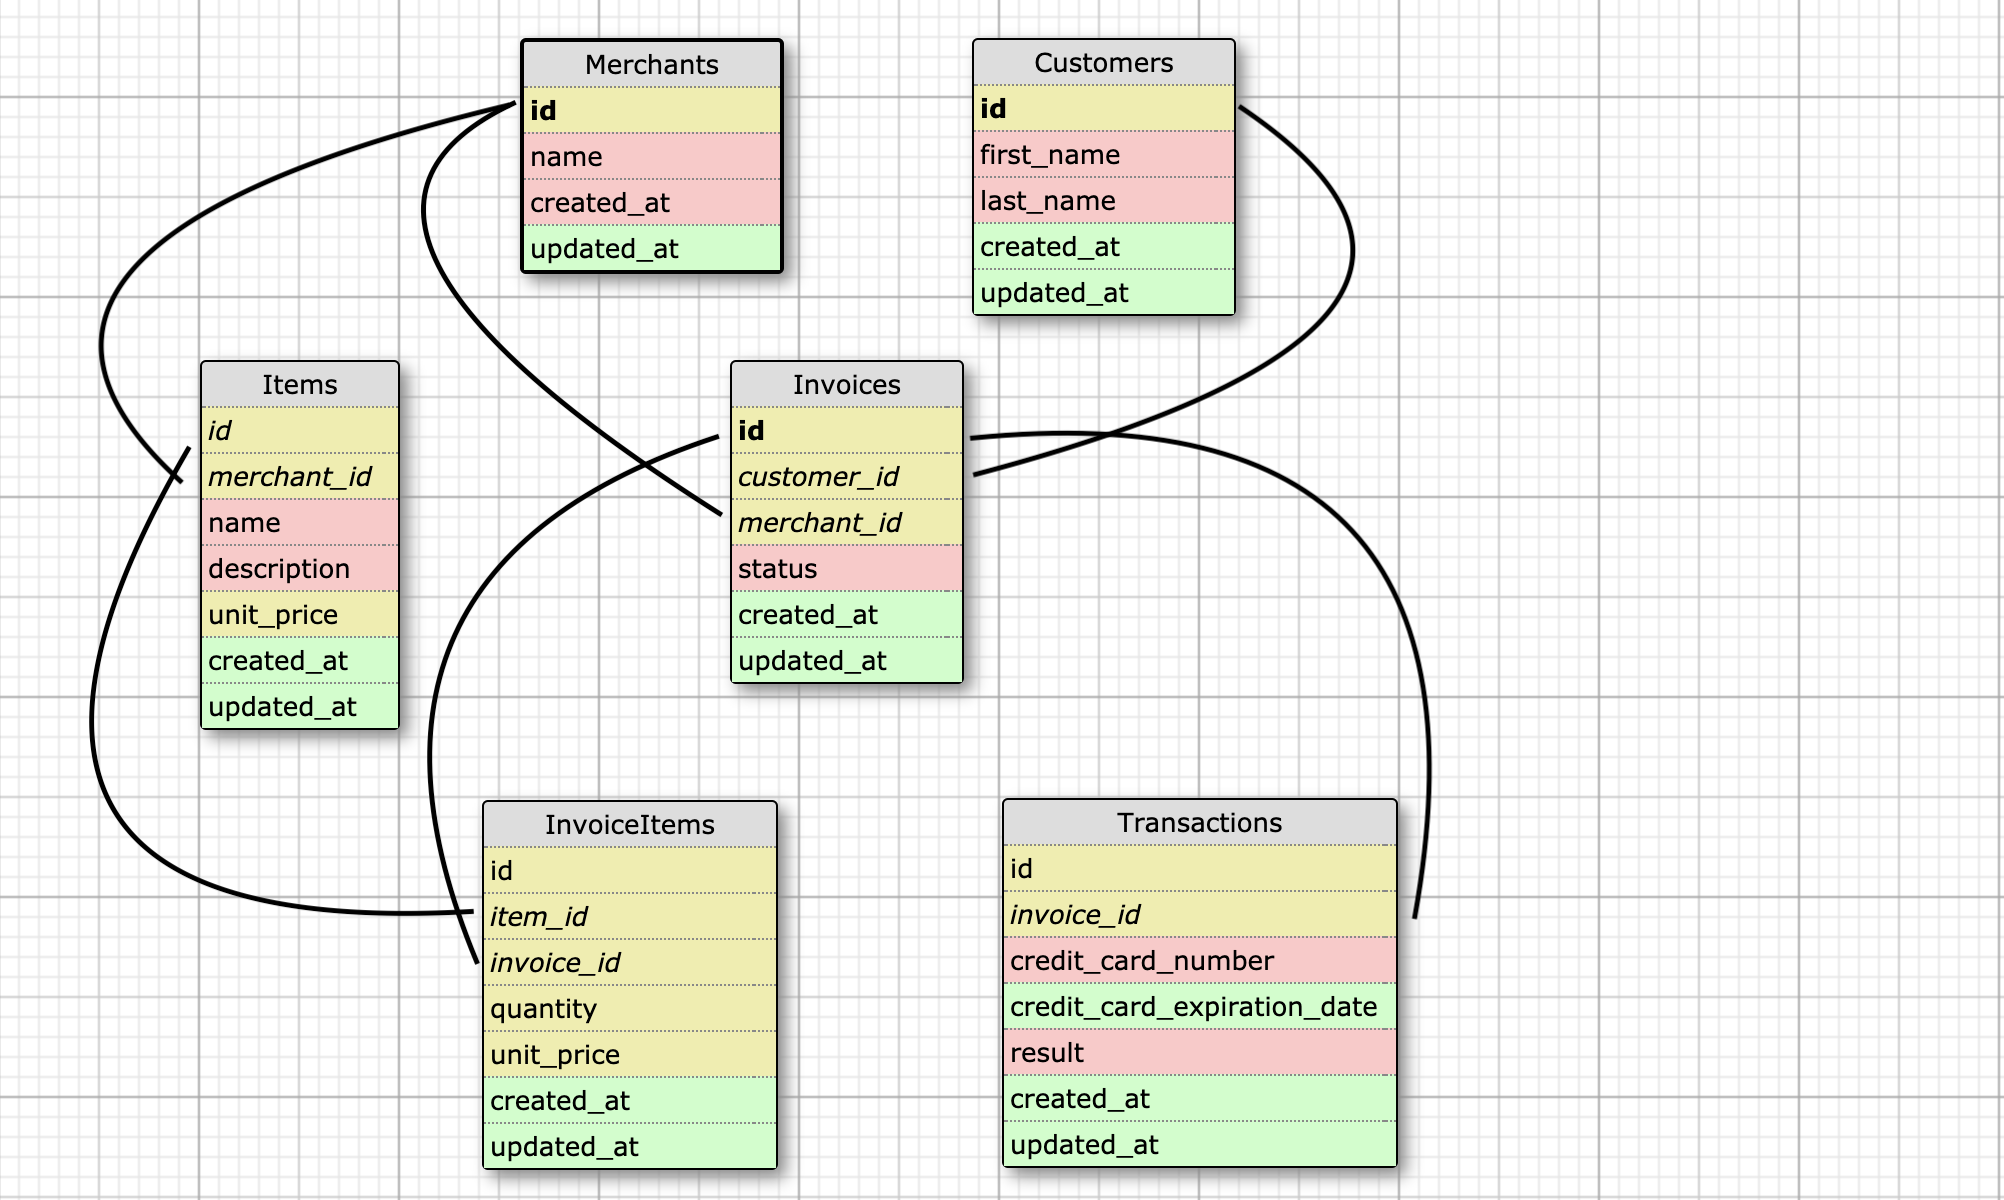 Merchants
id
name
created_at
updated_at
Customers
id
first_name
last_name
created_at
updated_at
Items
id
merchant_id
name
description
unit_price
created_at
updated_at
Invoices
id
customer_id
merchant_id
status
created_at
updated_at
InvoiceItems
id
item_id
invoice_id
quantity
unit_price
created_at
updated_at
Transactions
id
invoice_id
credit_card_number
credit_card_expiration_date
result
created_at
updated_at